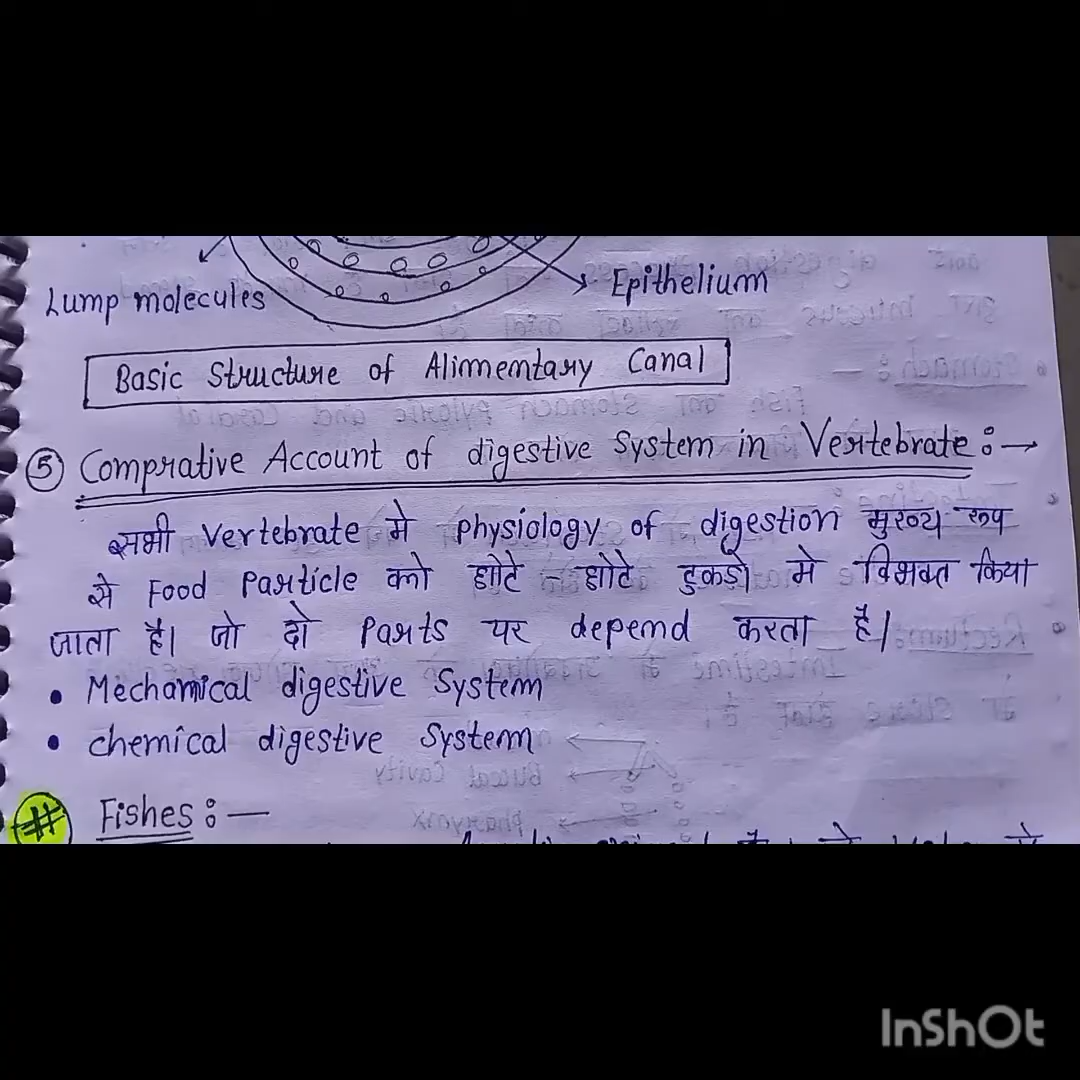 Lump molecules
Epithelium
Basic Structure of Alimentary Canal
⑤ Comprative Account of digestive System in Vertebrate :→
सभी Vertebrate मे physiology of digestion मुख्य रूप
से Food Particle को छोटे - छोटे टुकडो मे विभक्त किया
जाता है। जो दो Parts पर depend करता है।
• Mechanical digestive System
• chemical digestive System
# Fishes :—
InShOt